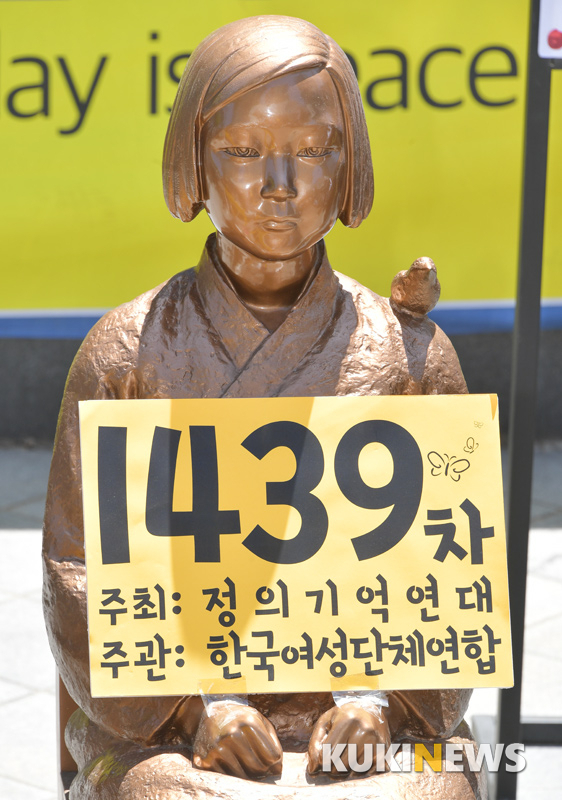 ay is peace
1439차
주최: 정의기억연대
주관: 한국여성단체연합
KUKINEWS